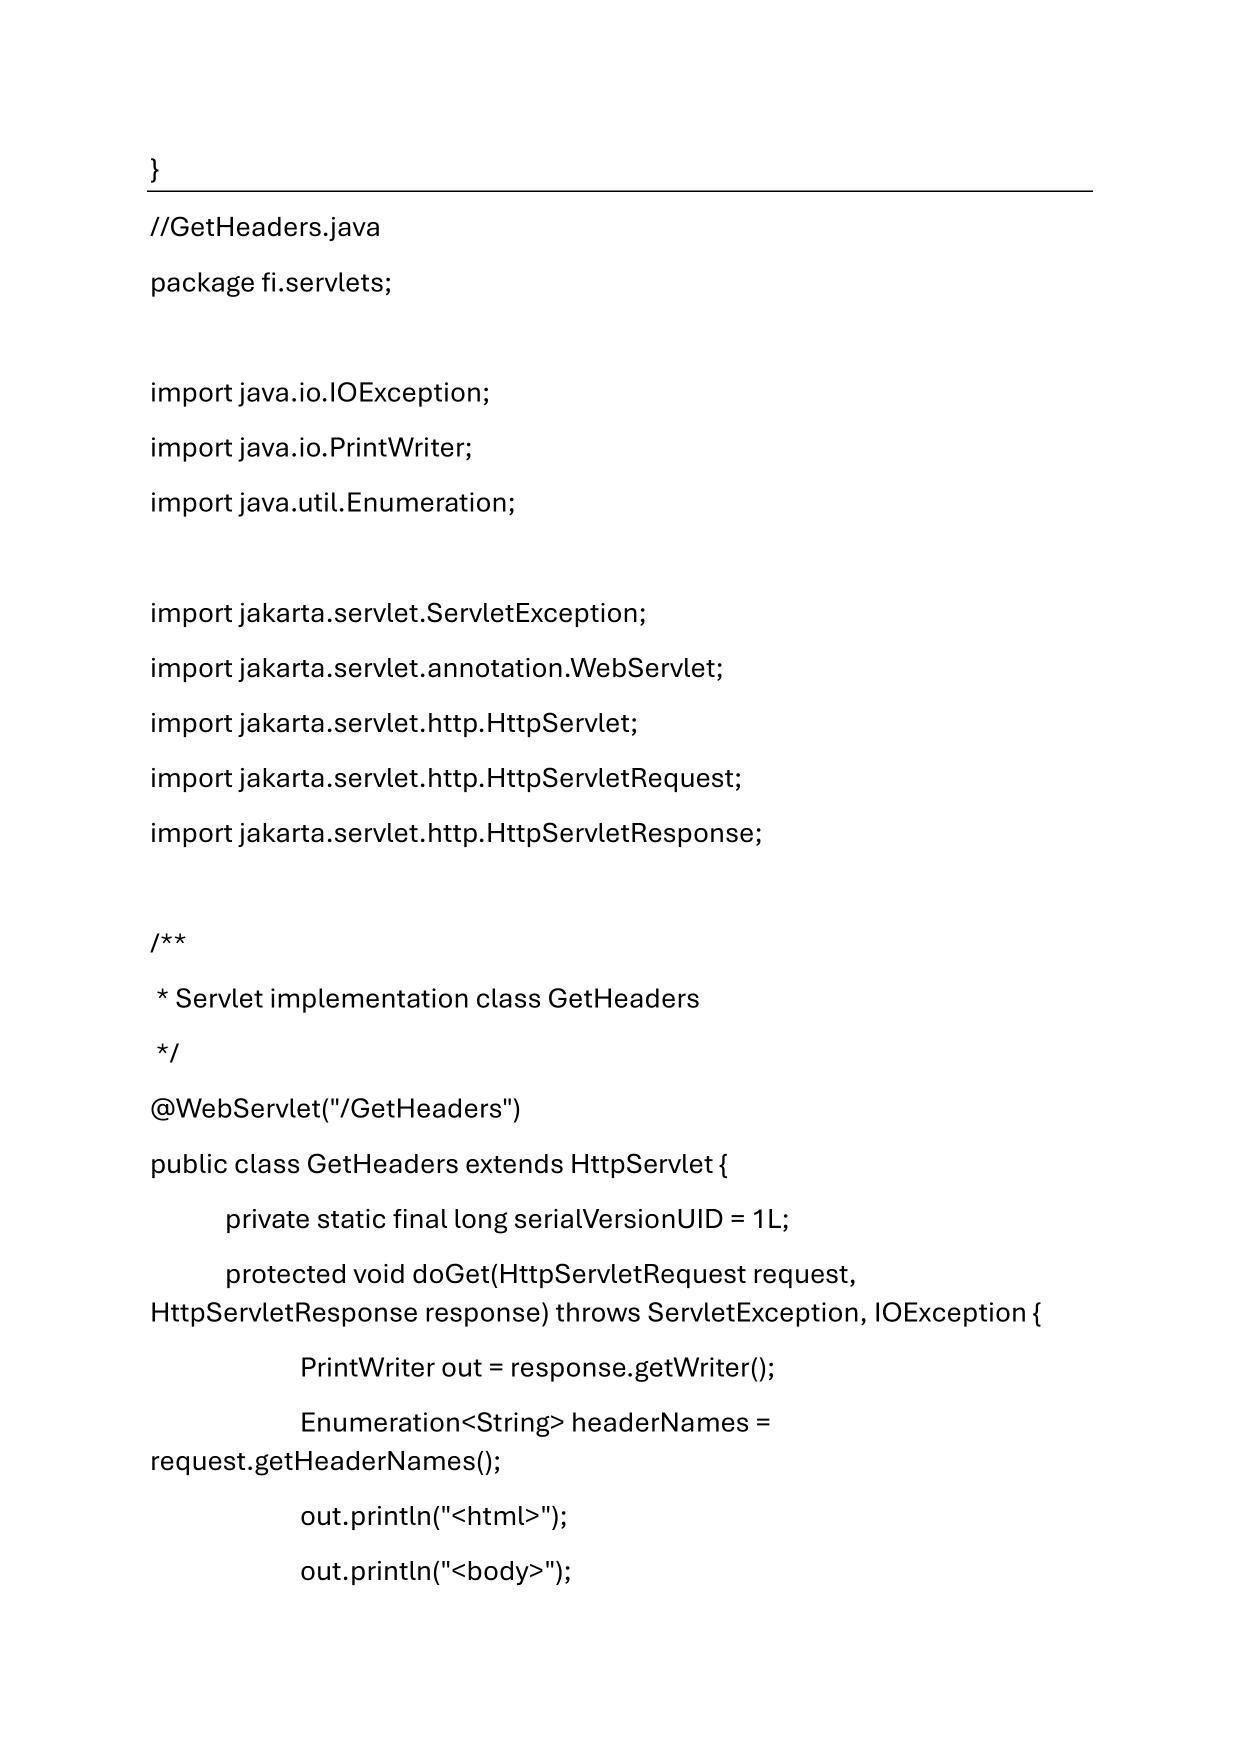 }
//GetHeaders.java
package fi.servlets;
import java.io.IOException;
import java.io.PrintWriter;
import java.util.Enumeration;
import jakarta.servlet.ServletException;
import jakarta.servlet.annotation.WebServlet;
import jakarta.servlet.http.HttpServlet;
import jakarta.servlet.http.HttpServletRequest;
import jakarta.servlet.http.HttpServletResponse;
/**
 * Servlet implementation class GetHeaders
 */
@WebServlet("/GetHeaders")
public class GetHeaders extends HttpServlet {
private static final long serialVersionUID = 1L;
protected void doGet(HttpServletRequest request,
HttpServletResponse response) throws ServletException, IOException {
PrintWriter out = response.getWriter();
Enumeration<String> headerNames =
request.getHeaderNames();
out.println("<html>");
out.println("<body>");